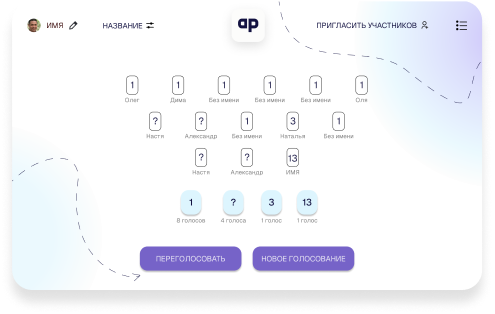 ИМЯ
НАЗВАНИЕ
ap
ПРИГЛАСИТЬ УЧАСТНИКОВ
1 1 1 1 1 1
Олег Дима Без имени Без имени Без имени Оля
? ? 1 3 1
Настя Александр Без имени Наталья Без имени
? ? 13
Настя Александр ИМЯ
1 ? 3 13
8 голосов 4 голоса 1 голос 1 голос
ПЕРЕГОЛОСОВАТЬ
НОВОЕ ГОЛОСОВАНИЕ